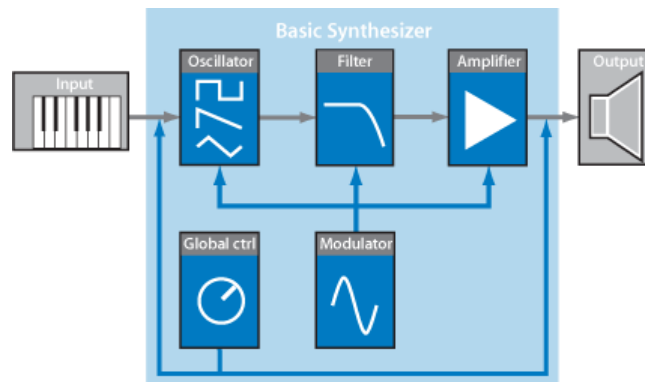 Basic Synthesizer
Input
Oscillator
Filter
Amplifier
Output
Global ctrl
Modulator